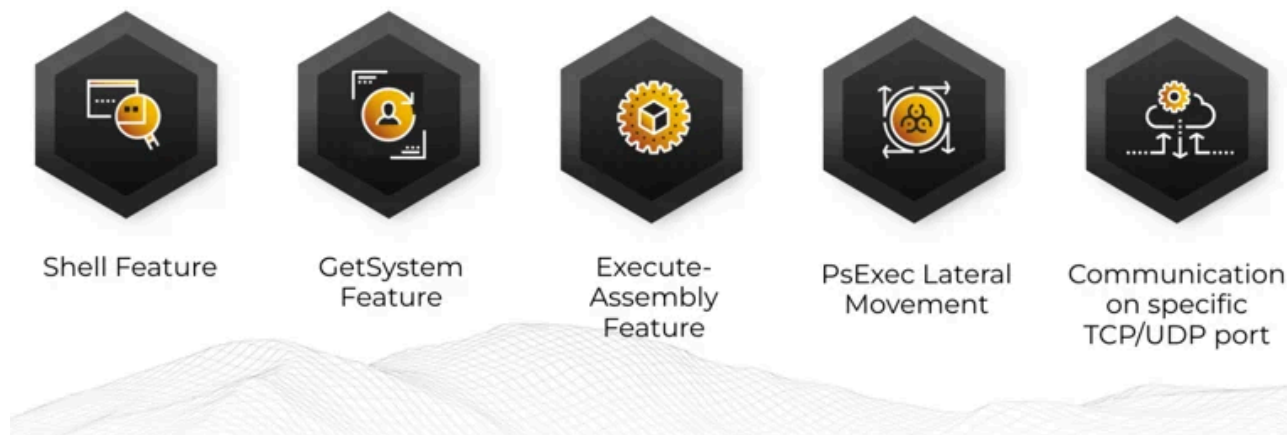 Shell Feature
GetSystem
Feature
Execute-
Assembly
Feature
PsExec Lateral
Movement
Communication
on specific
TCP/UDP port